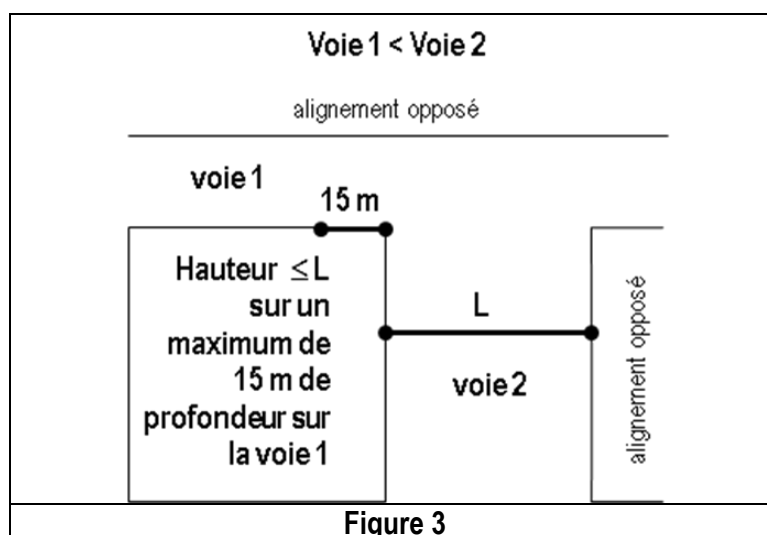 Voie 1 < Voie 2
alignement opposé
voie 1
15 m
Hauteur ≤ L
sur un
maximum de
15 m de
profondeur sur
la voie 1
L
voie 2
alignement opposé
Figure 3